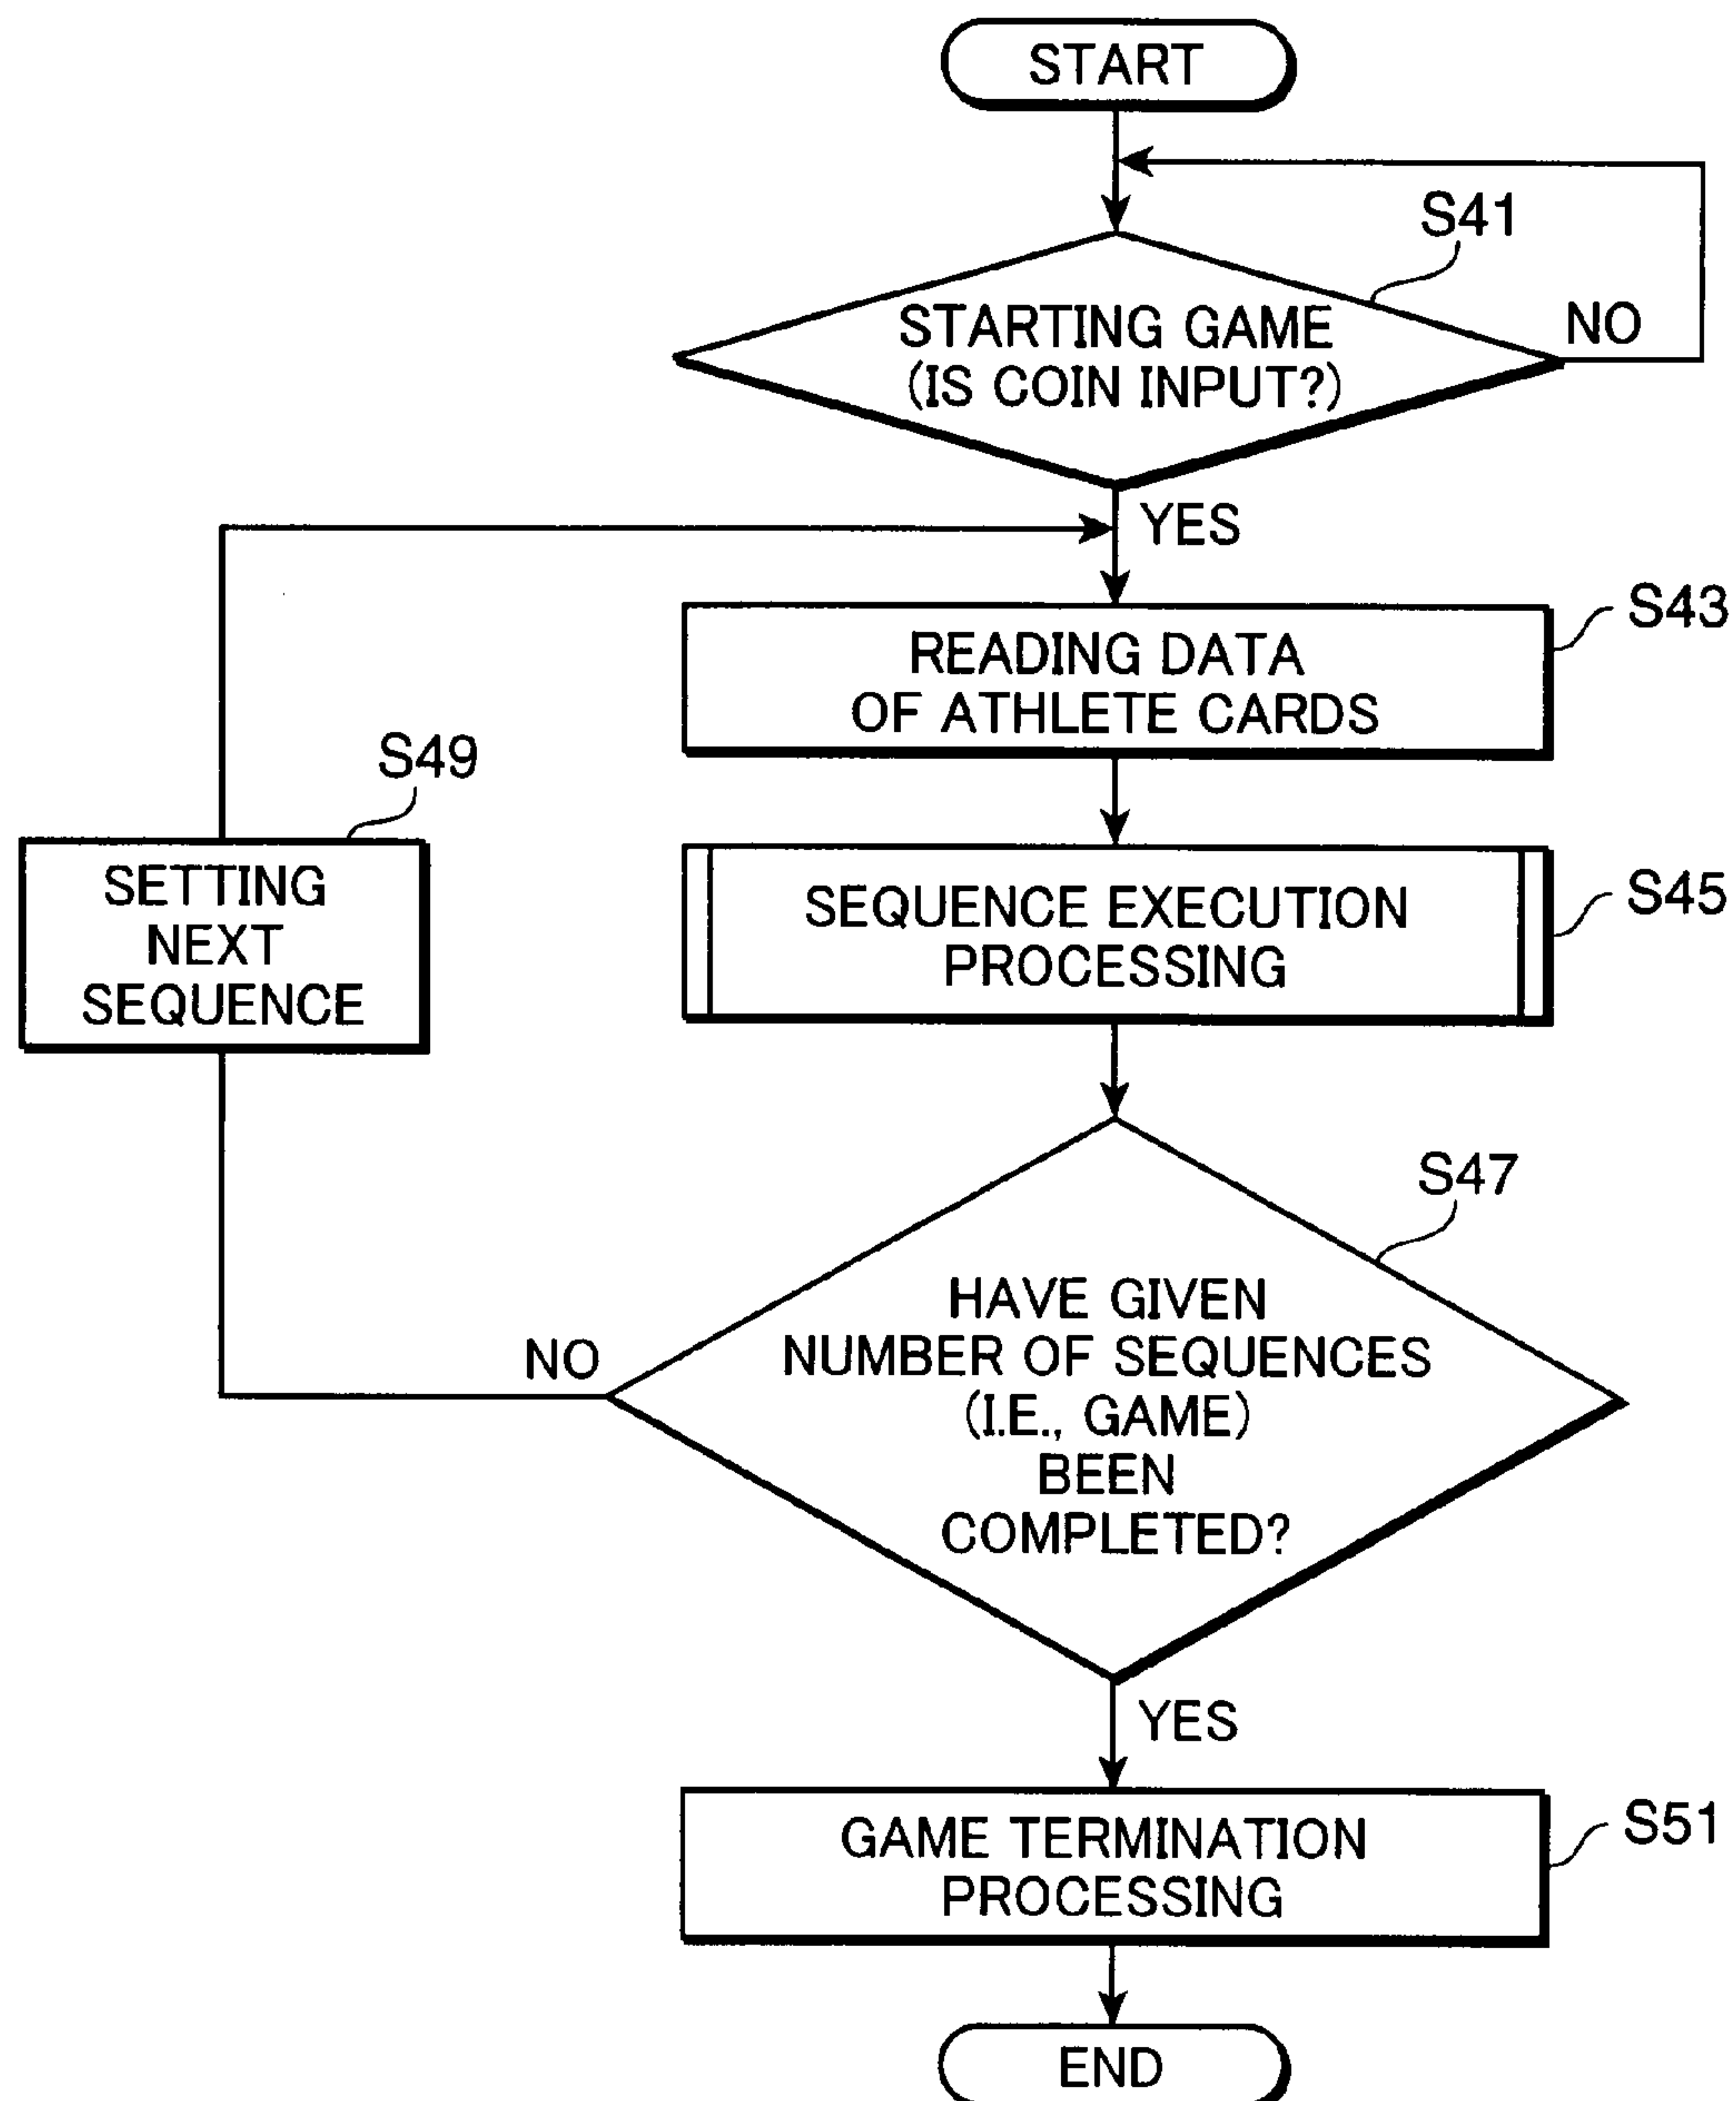 START
S41
STARTING GAME
(IS COIN INPUT?)
NO
YES
S43
READING DATA
OF ATHLETE CARDS
S49
SETTING
NEXT
SEQUENCE
S45
SEQUENCE EXECUTION
PROCESSING
S47
HAVE GIVEN
NUMBER OF SEQUENCES
(I.E., GAME)
BEEN
COMPLETED?
NO
YES
S51
GAME TERMINATION
PROCESSING
END